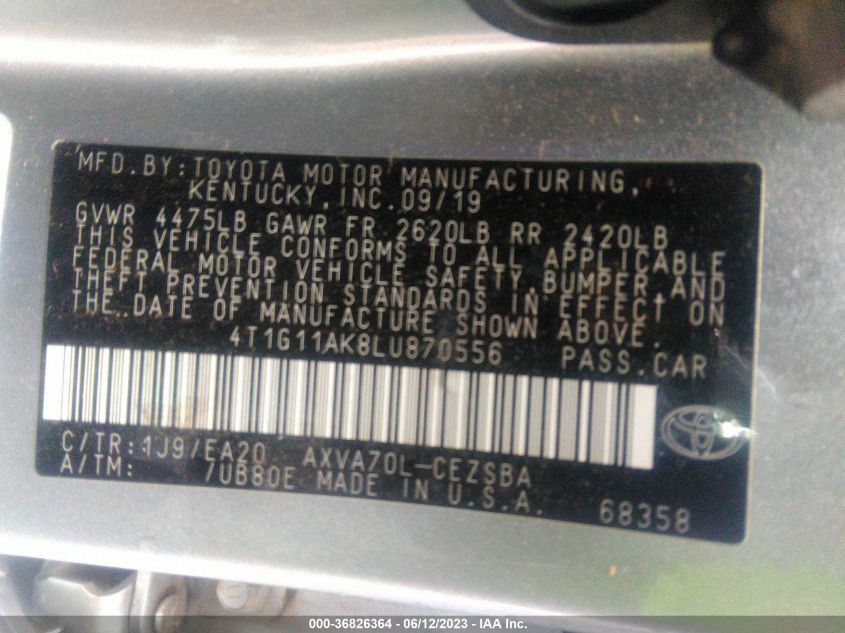 MFD.BY:TOYOTA MOTOR MANUFACTURING,
KENTUCKY,INC.09/19
GVWR 4475LB GAWR FR 2620LB RR 2420LB
THIS VEHICLE CONFORMS TO ALL APPLICABLE
FEDERAL MOTOR VEHICLE SAFETY,BUMPER AND
THEFT PREVENTION STANDARDS IN EFFECT ON
THE DATE OF MANUFACTURE SHOWN ABOVE.
4T1G11AK8LU870556 PASS.CAR
C/TR:1J9/EA20 AXVA70L-CEZSBA
A/TM: 7UB80E MADE IN U.S.A.
68358
000-36826364 - 06/12/2023 - IAA Inc.